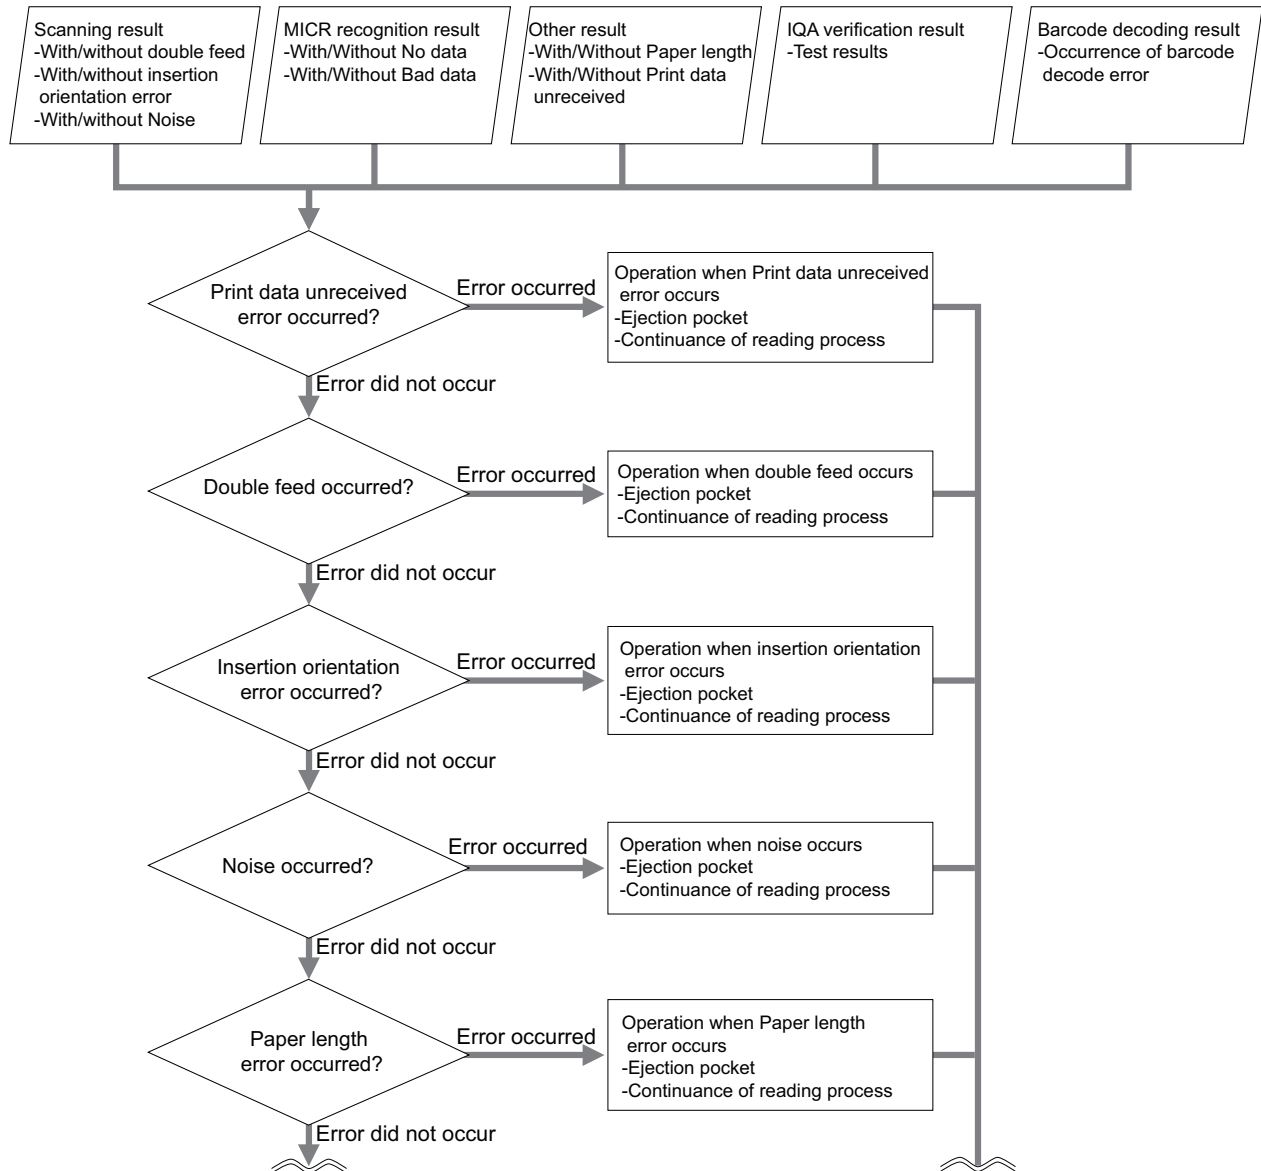 Scanning result
-With/without double feed
-With/without insertion
orientation error
-With/without Noise
MICR recognition result
-With/Without No data
-With/Without Bad data
Other result
-With/Without Paper length
-With/Without Print data
unreceived
IQA verification result
-Test results
Barcode decoding result
-Occurrence of barcode
decode error
Print data unreceived
error occurred?
Error occurred
Operation when Print data unreceived
error occurs
-Ejection pocket
-Continuance of reading process
Error did not occur
Double feed occurred?
Error occurred
Operation when double feed occurs
-Ejection pocket
-Continuance of reading process
Error did not occur
Insertion orientation
error occurred?
Error occurred
Operation when insertion orientation
error occurs
-Ejection pocket
-Continuance of reading process
Error did not occur
Noise occurred?
Error occurred
Operation when noise occurs
-Ejection pocket
-Continuance of reading process
Error did not occur
Paper length
error occurred?
Error occurred
Operation when Paper length
error occurs
-Ejection pocket
-Continuance of reading process
Error did not occur